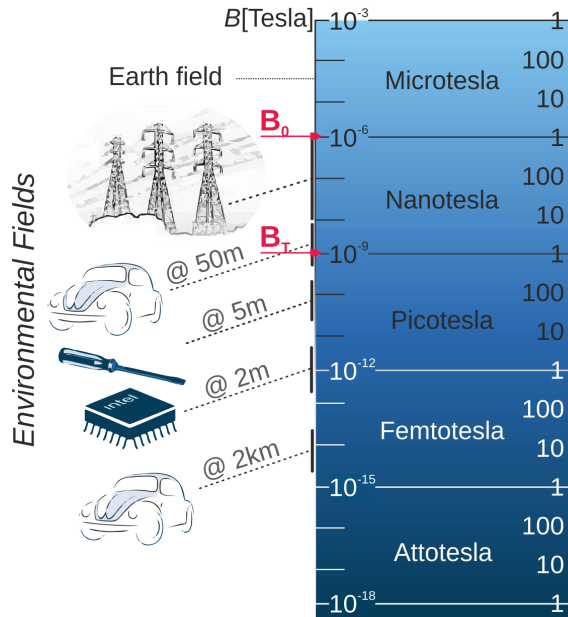 B[Tesla]
10⁻³ 1
100
Earth field
Microtesla
10
B₀
10⁻⁶ 1
100
Nanotesla
10
B_T
10⁻⁹ 1
@ 50m
100
@ 5m
Picotesla
10
10⁻¹² 1
@ 2m
intel
100
Femtotesla
10
@ 2km
10⁻¹⁵ 1
100
Attotesla
10
10⁻¹⁸ 1
Environmental Fields